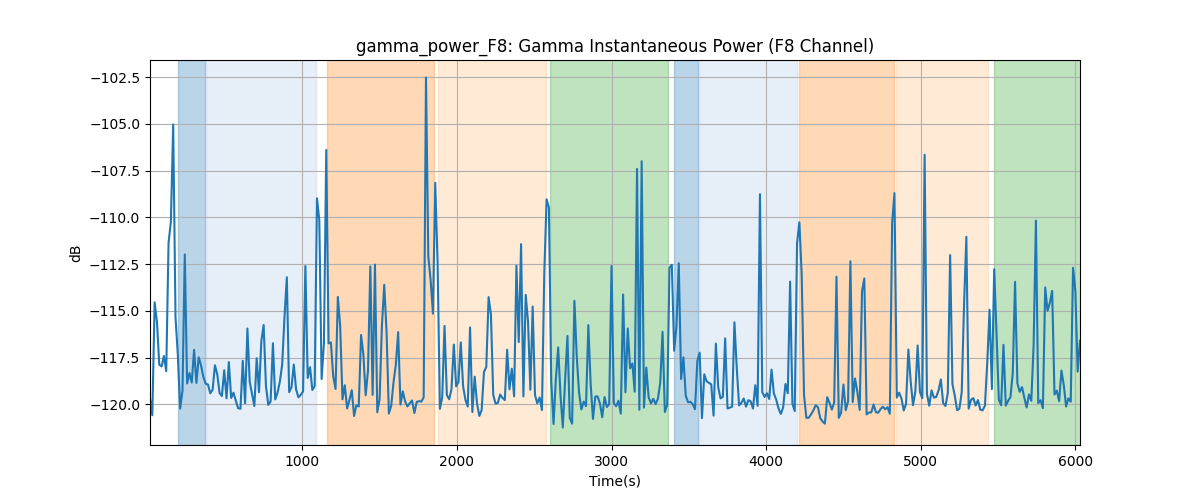 gamma_power_F8: Gamma Instantaneous Power (F8 Channel)
−102.5
−105.0
−107.5
−110.0
−112.5
−115.0
−117.5
−120.0
dB
1000 2000 3000 4000 5000 6000
Time(s)